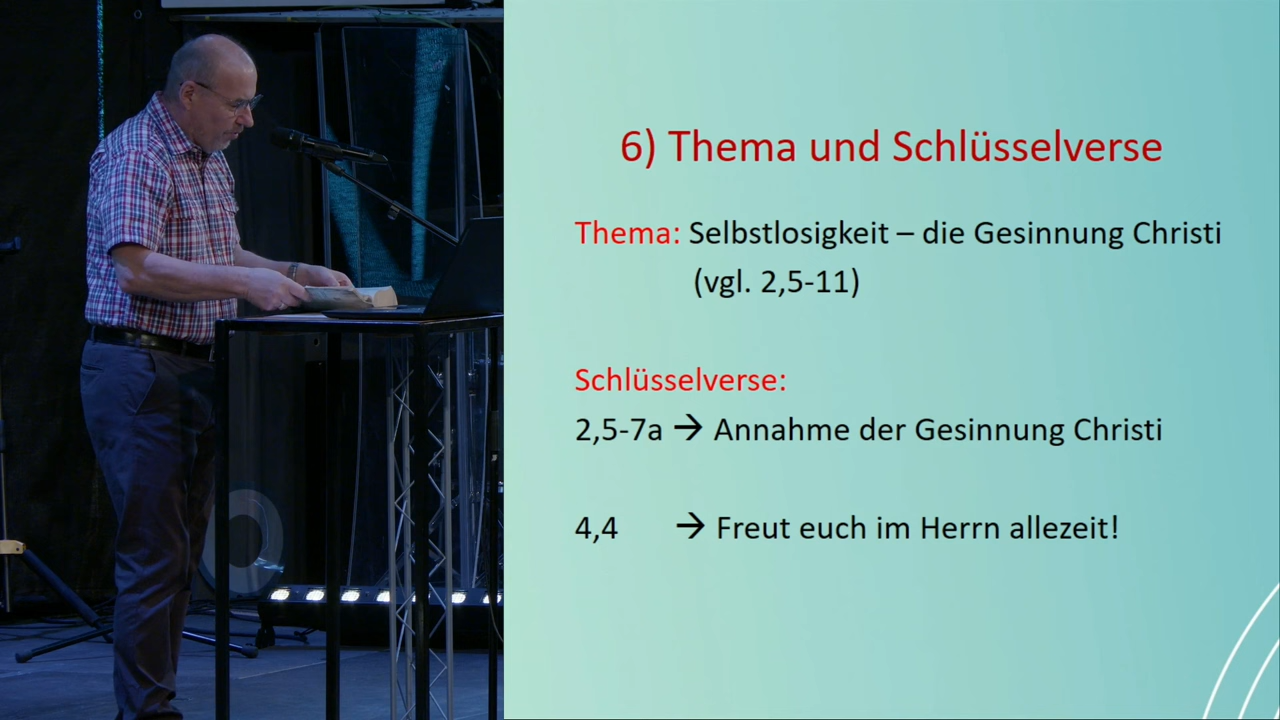 6) Thema und Schlüsselverse
Thema: Selbstlosigkeit – die Gesinnung Christi
(vgl. 2,5-11)
Schlüsselverse:
2,5-7a → Annahme der Gesinnung Christi
4,4 → Freut euch im Herrn allezeit!